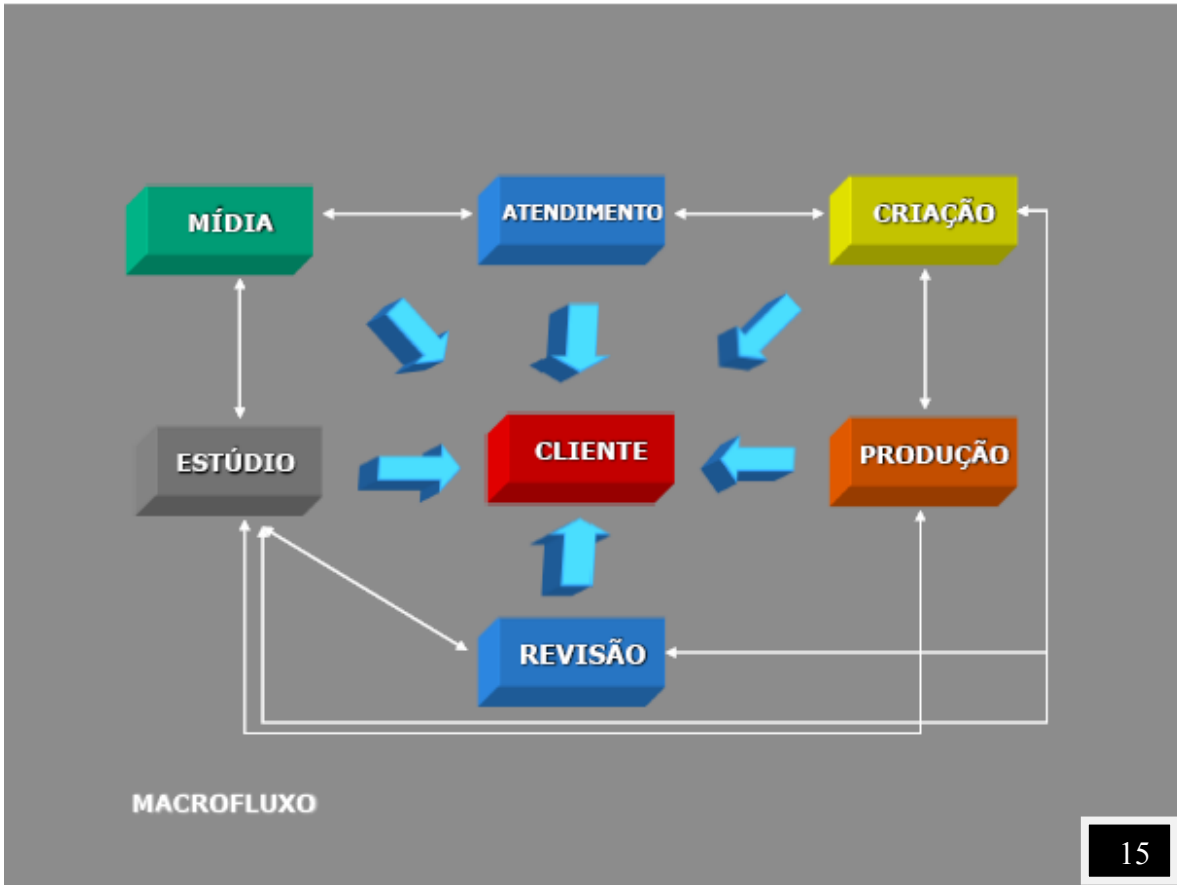 MÍDIA
ATENDIMENTO
CRIAÇÃO
ESTÚDIO
CLIENTE
PRODUÇÃO
REVISÃO
MACROFLUXO
15